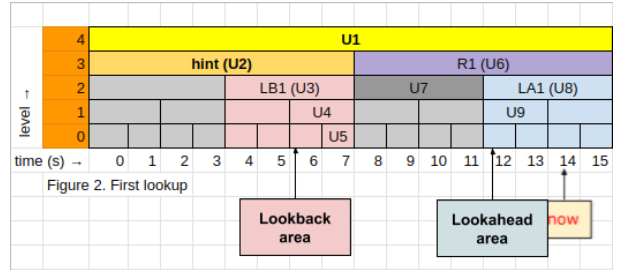 4 U1
3 hint (U2) R1 (U6)
2 LB1 (U3) U7 LA1 (U8)
1 U4 U9
0 U5
level →
time (s) → 0 1 2 3 4 5 6 7 8 9 10 11 12 13 14 15
Figure 2. First lookup
Lookback
area
Lookahead
area
now